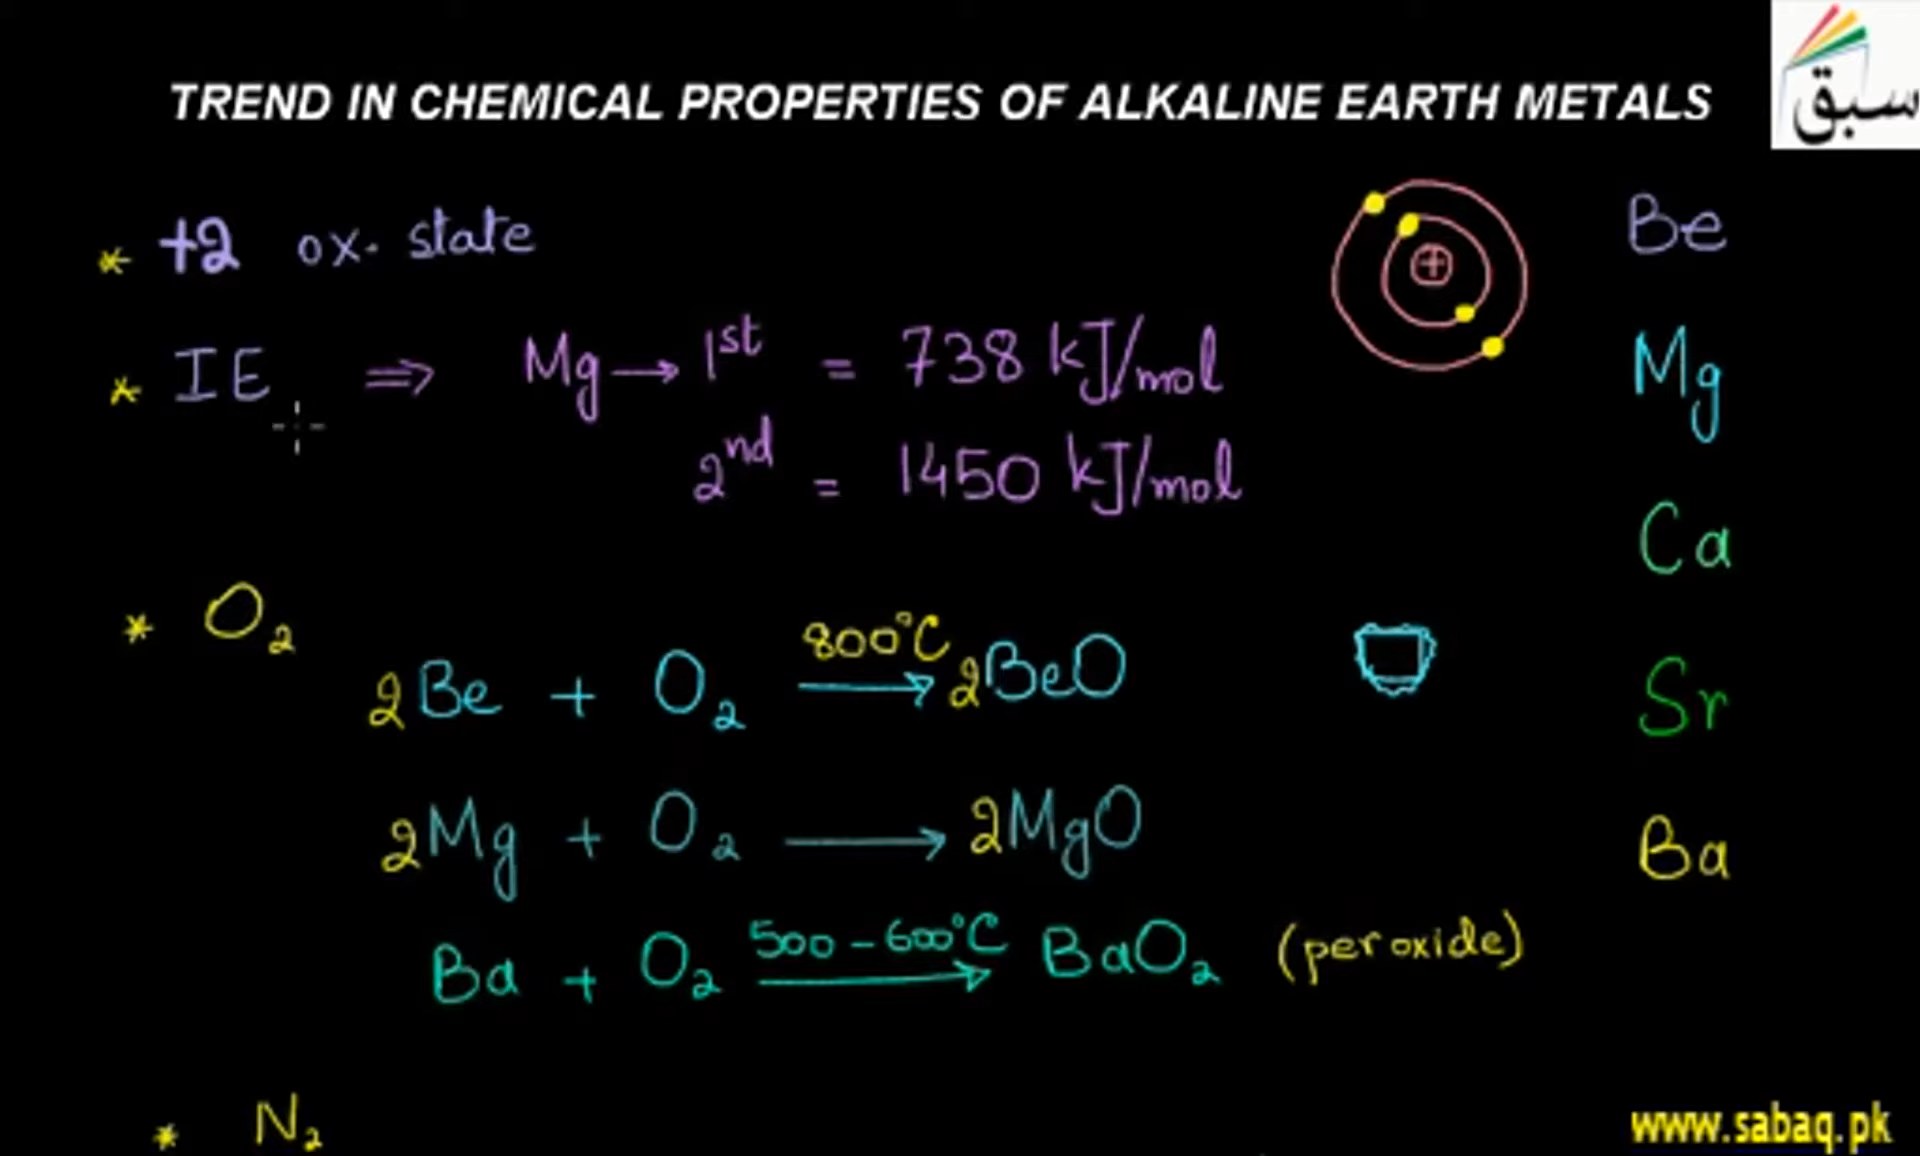 TREND IN CHEMICAL PROPERTIES OF ALKALINE EARTH METALS
سبق
* +2 ox. state
* IE ⇒ Mg → 1st = 738 kJ/mol
2nd = 1450 kJ/mol
+
Be
Mg
Ca
Sr
Ba
* O₂
2Be + O₂ 800°C → 2BeO
2Mg + O₂ → 2MgO
Ba + O₂ 500 - 600°C → BaO₂ (peroxide)
* N₂
www.sabaq.pk